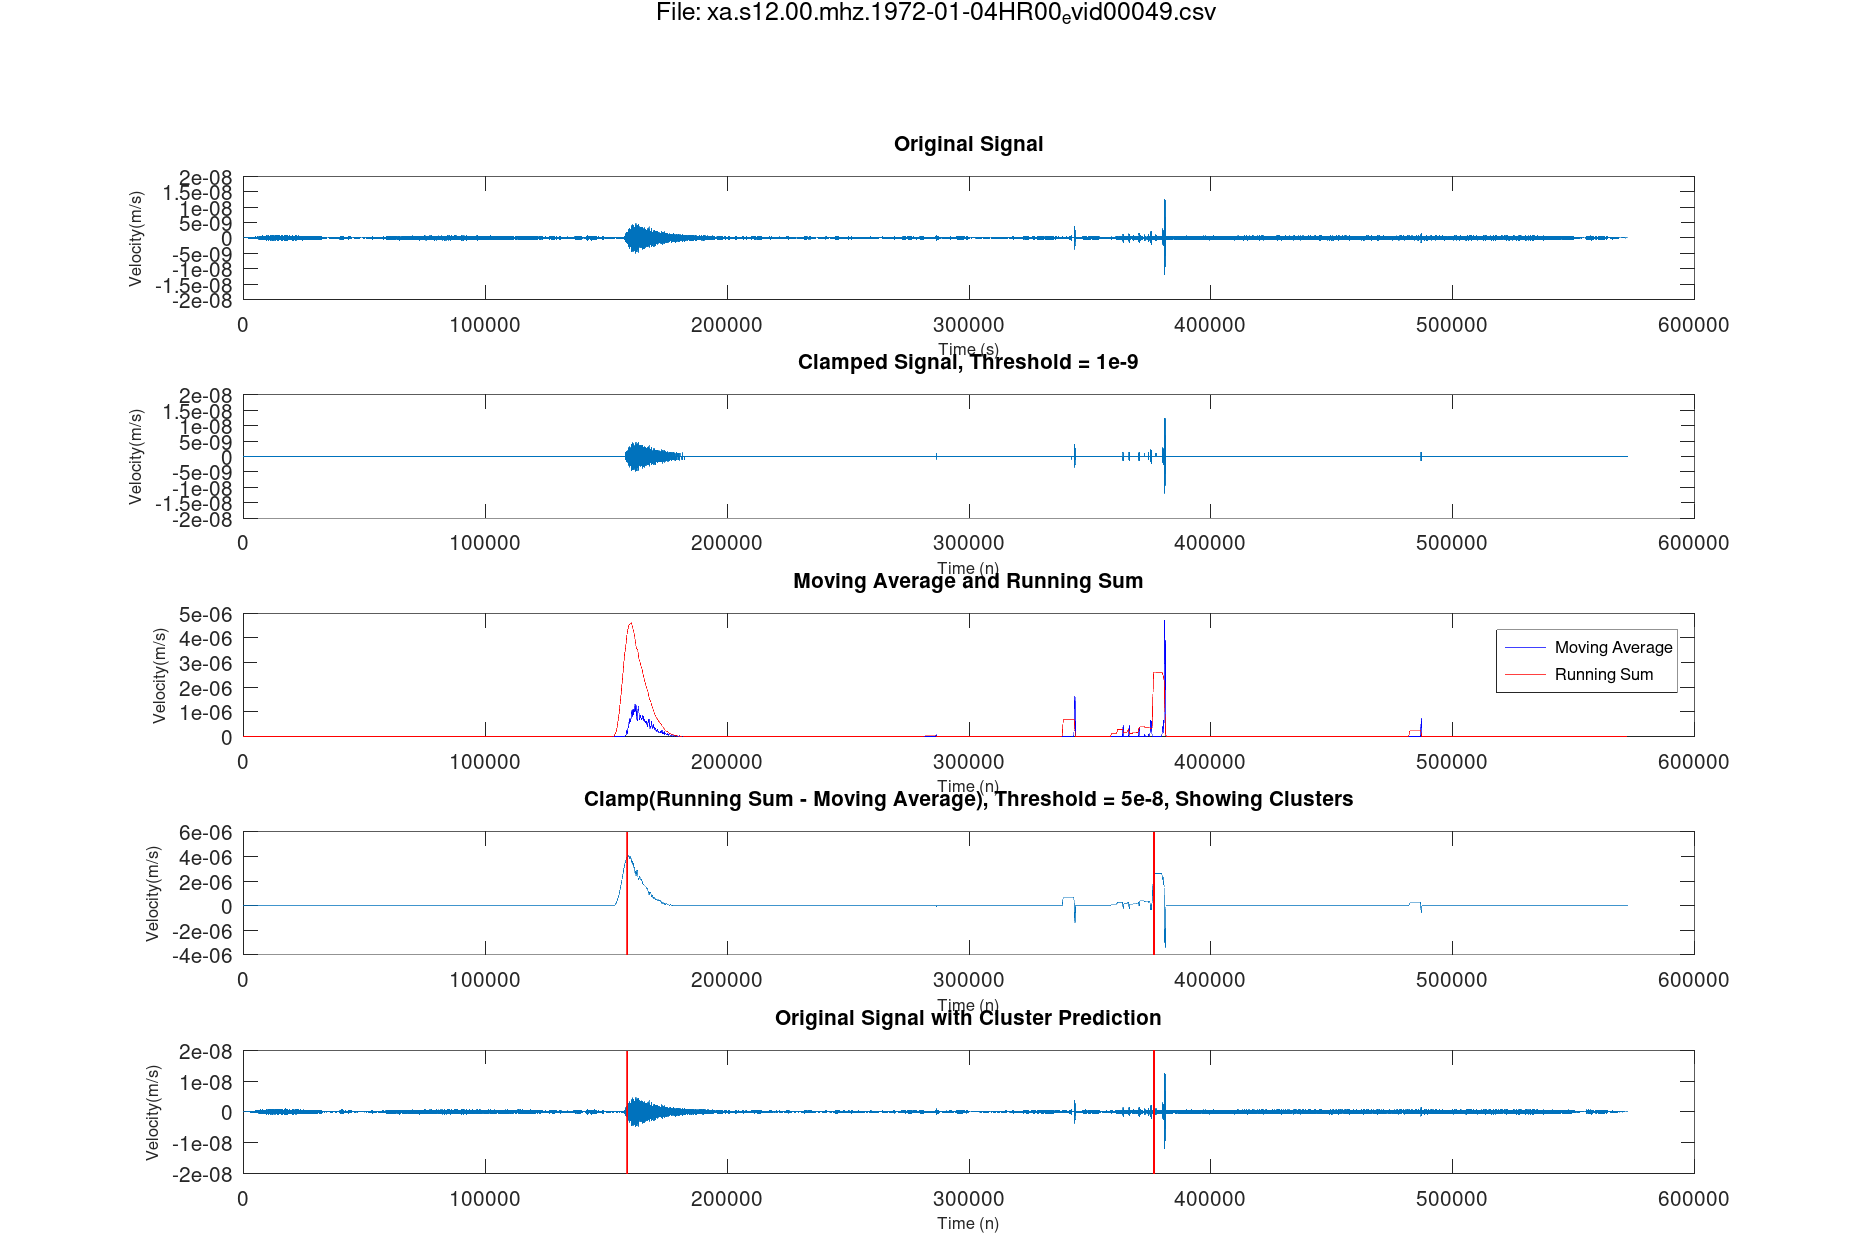 File: xa.s12.00.mhz.1972-01-04HR00evid00049.csv
Original Signal
Velocity(m/s)
2e-08
1.5e-08
1e-08
5e-09
0
-5e-09
-1e-08
-1.5e-08
-2e-08
0 100000 200000 300000 400000 500000 600000
Time (s)
Clamped Signal, Threshold = 1e-9
Velocity(m/s)
2e-08
1.5e-08
1e-08
5e-09
0
-5e-09
-1e-08
-1.5e-08
-2e-08
0 100000 200000 300000 400000 500000 600000
Time (n)
Moving Average and Running Sum
Velocity(m/s)
5e-06
4e-06
3e-06
2e-06
1e-06
0
Moving Average
Running Sum
0 100000 200000 300000 400000 500000 600000
Time (n)
Clamp(Running Sum - Moving Average), Threshold = 5e-8, Showing Clusters
Velocity(m/s)
6e-06
4e-06
2e-06
0
-2e-06
-4e-06
0 100000 200000 300000 400000 500000 600000
Time (n)
Original Signal with Cluster Prediction
Velocity(m/s)
2e-08
1e-08
0
-1e-08
-2e-08
0 100000 200000 300000 400000 500000 600000
Time (n)